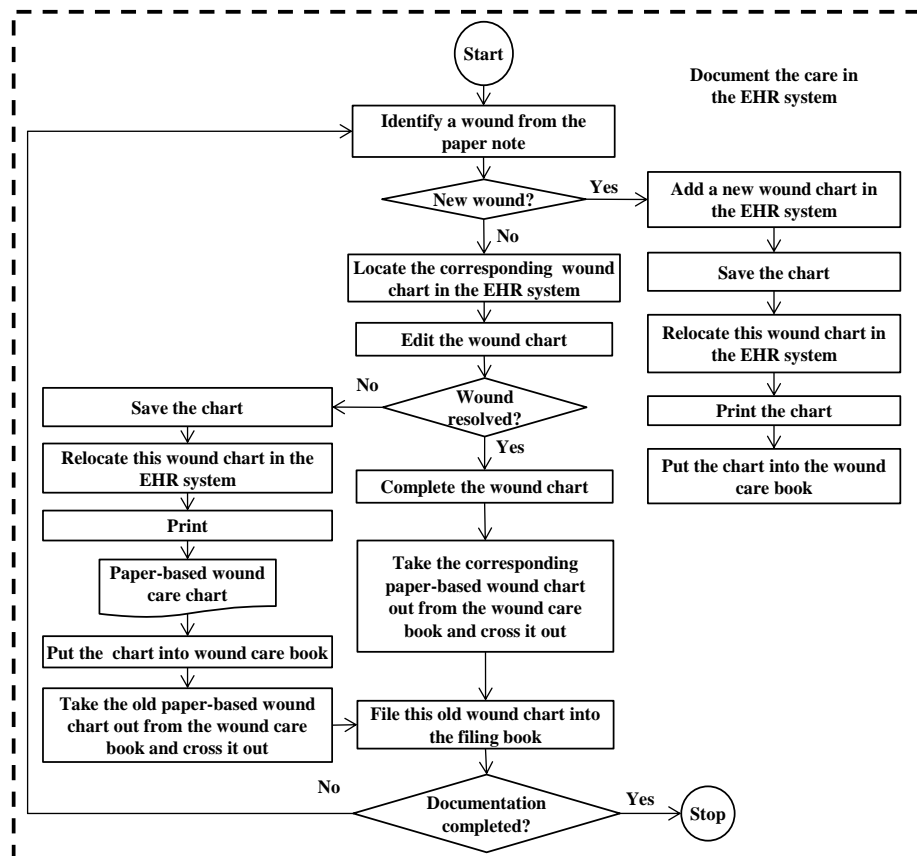 Start
Document the care in
the EHR system
Identify a wound from the
paper note
New wound?
Yes
Add a new wound chart in
the EHR system
No
Save the chart
Locate the corresponding wound
chart in the EHR system
Relocate this wound chart in
the EHR system
Edit the wound chart
Print the chart
Put the chart into the wound
care book
Wound
resolved?
No
Save the chart
Relocate this wound chart in the
EHR system
Print
Paper-based wound
care chart
Put the chart into wound care book
Take the old paper-based wound
chart out from the wound care
book and cross it out
Yes
Complete the wound chart
Take the corresponding
paper-based wound chart
out from the wound care
book and cross it out
File this old wound chart into
the filing book
Documentation
completed?
No
Yes
Stop